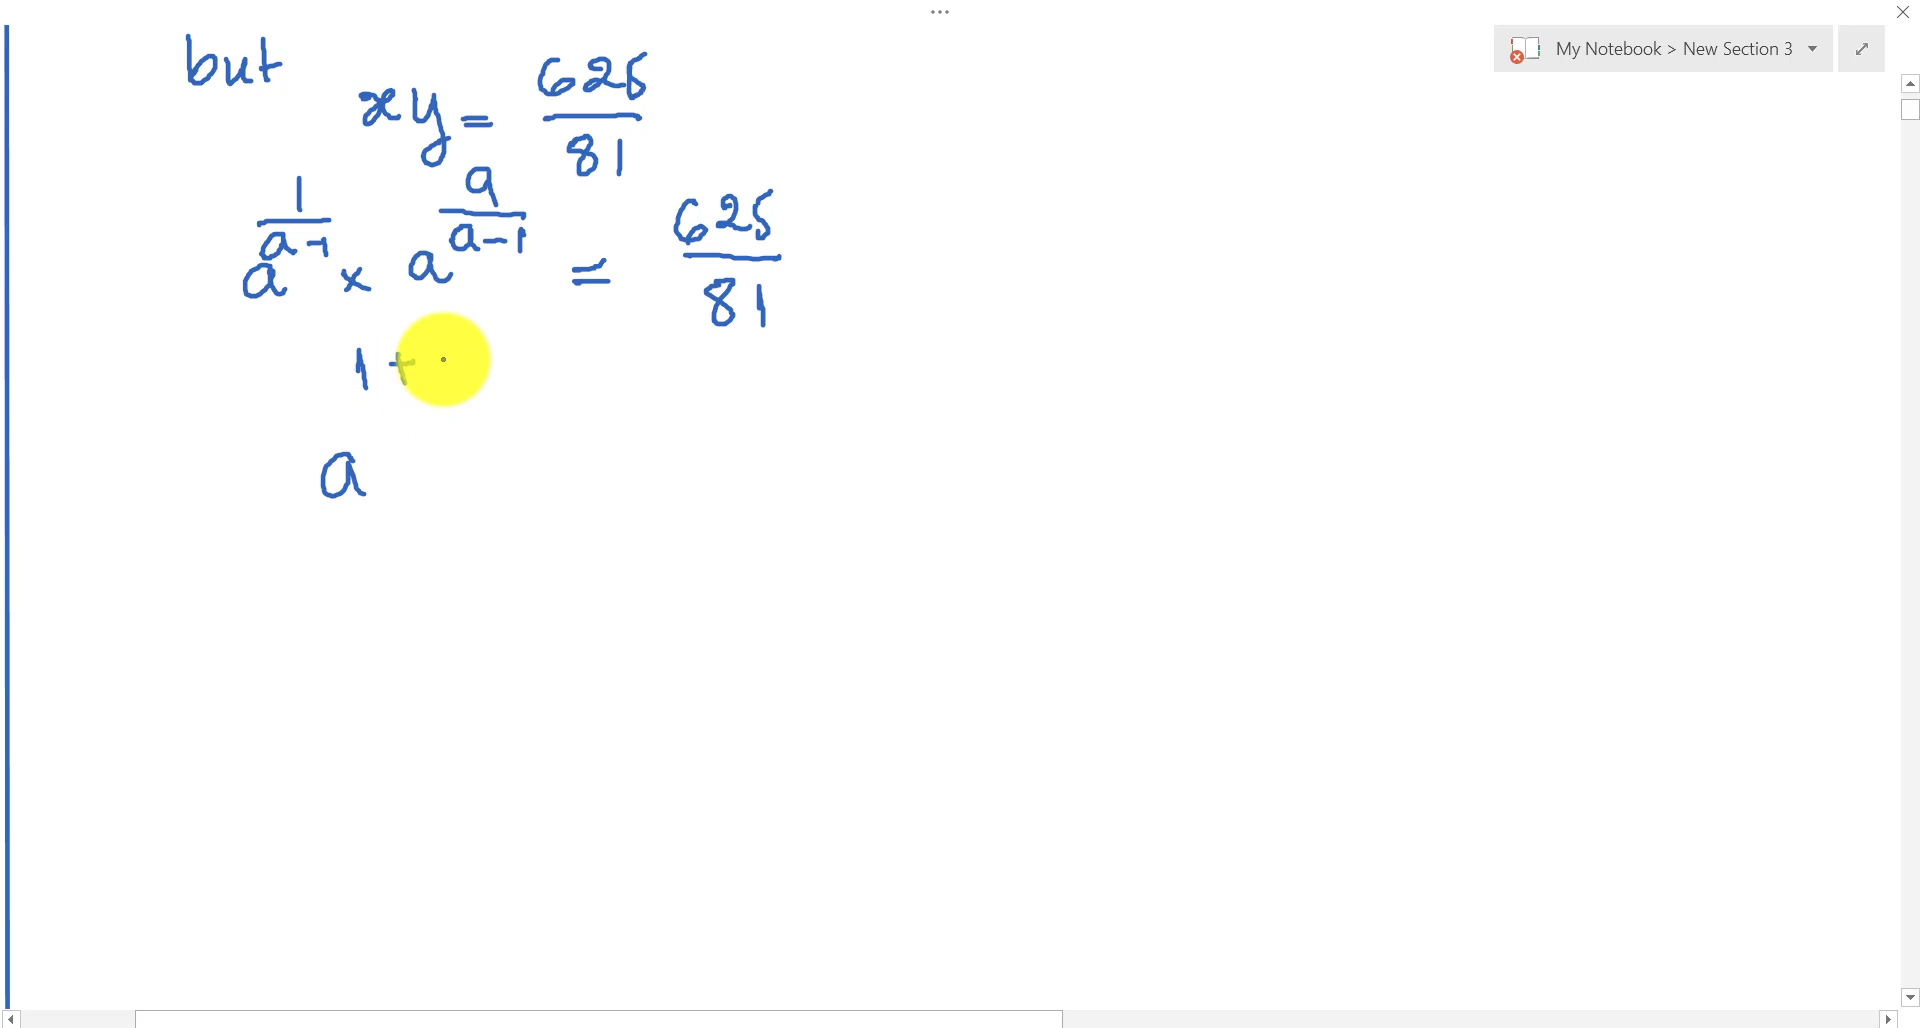 My Notebook > New Section 3
but
xy = 625/81
a^(1/(a-1)) × a^(a/(a-1)) = 625/81
1 +
a